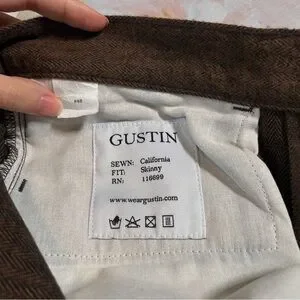 GUSTIN
SEWN: California
FIT: Skinny
RN: 116699
www.weargustin.com